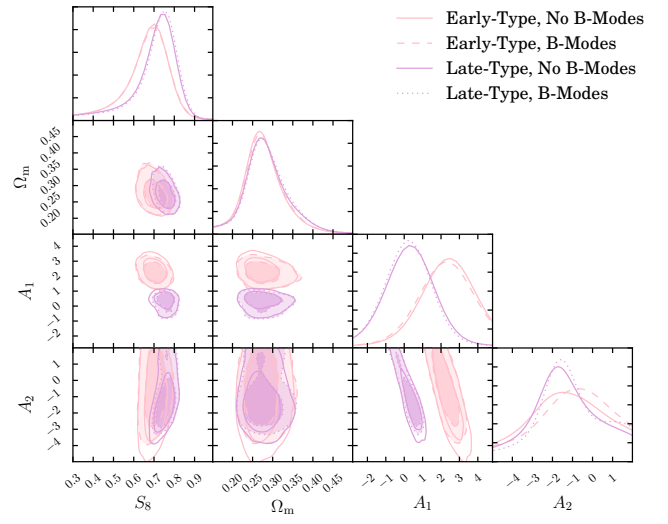 Early-Type, No B-Modes
Early-Type, B-Modes
Late-Type, No B-Modes
Late-Type, B-Modes
Ωm
0.45
0.40
0.35
0.30
0.25
0.20
A1
4
3
2
1
0
−1
−2
A2
1
0
−1
−2
−3
−4
0.3 0.4 0.5 0.6 0.7 0.8 0.9
0.20 0.25 0.30 0.35 0.40 0.45
−2 −1 0 1 2 3 4
−4 −3 −2 −1 0 1
S8 Ωm A1 A2